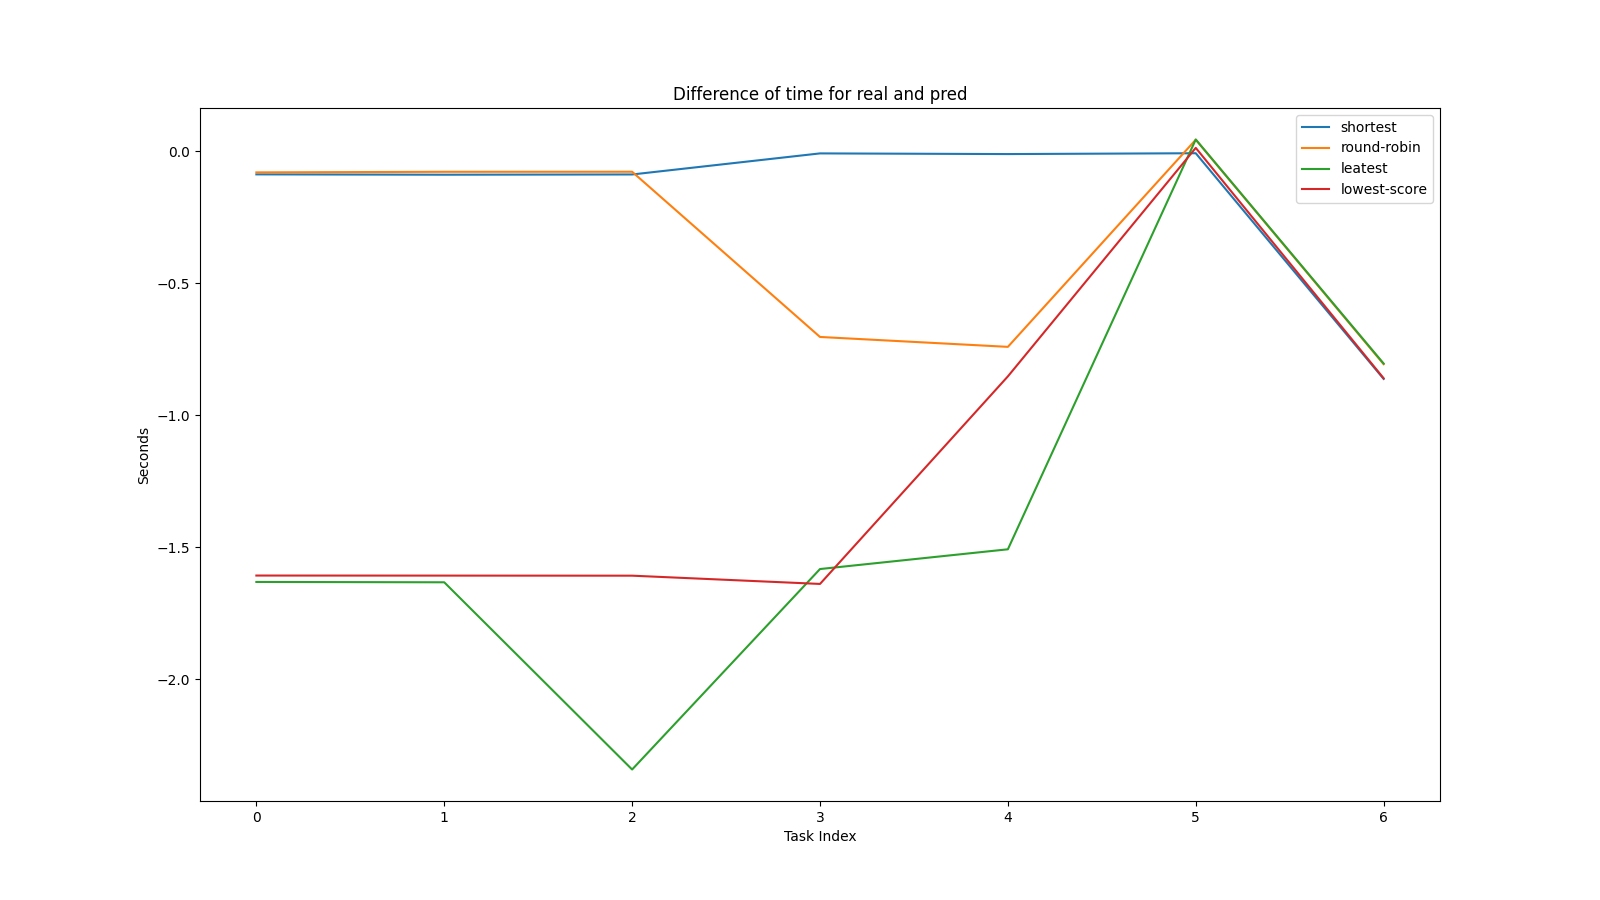 Difference of time for real and pred
shortest
round-robin
leatest
lowest-score
Seconds
0.0
−0.5
−1.0
−1.5
−2.0
0 1 2 3 4 5 6
Task Index